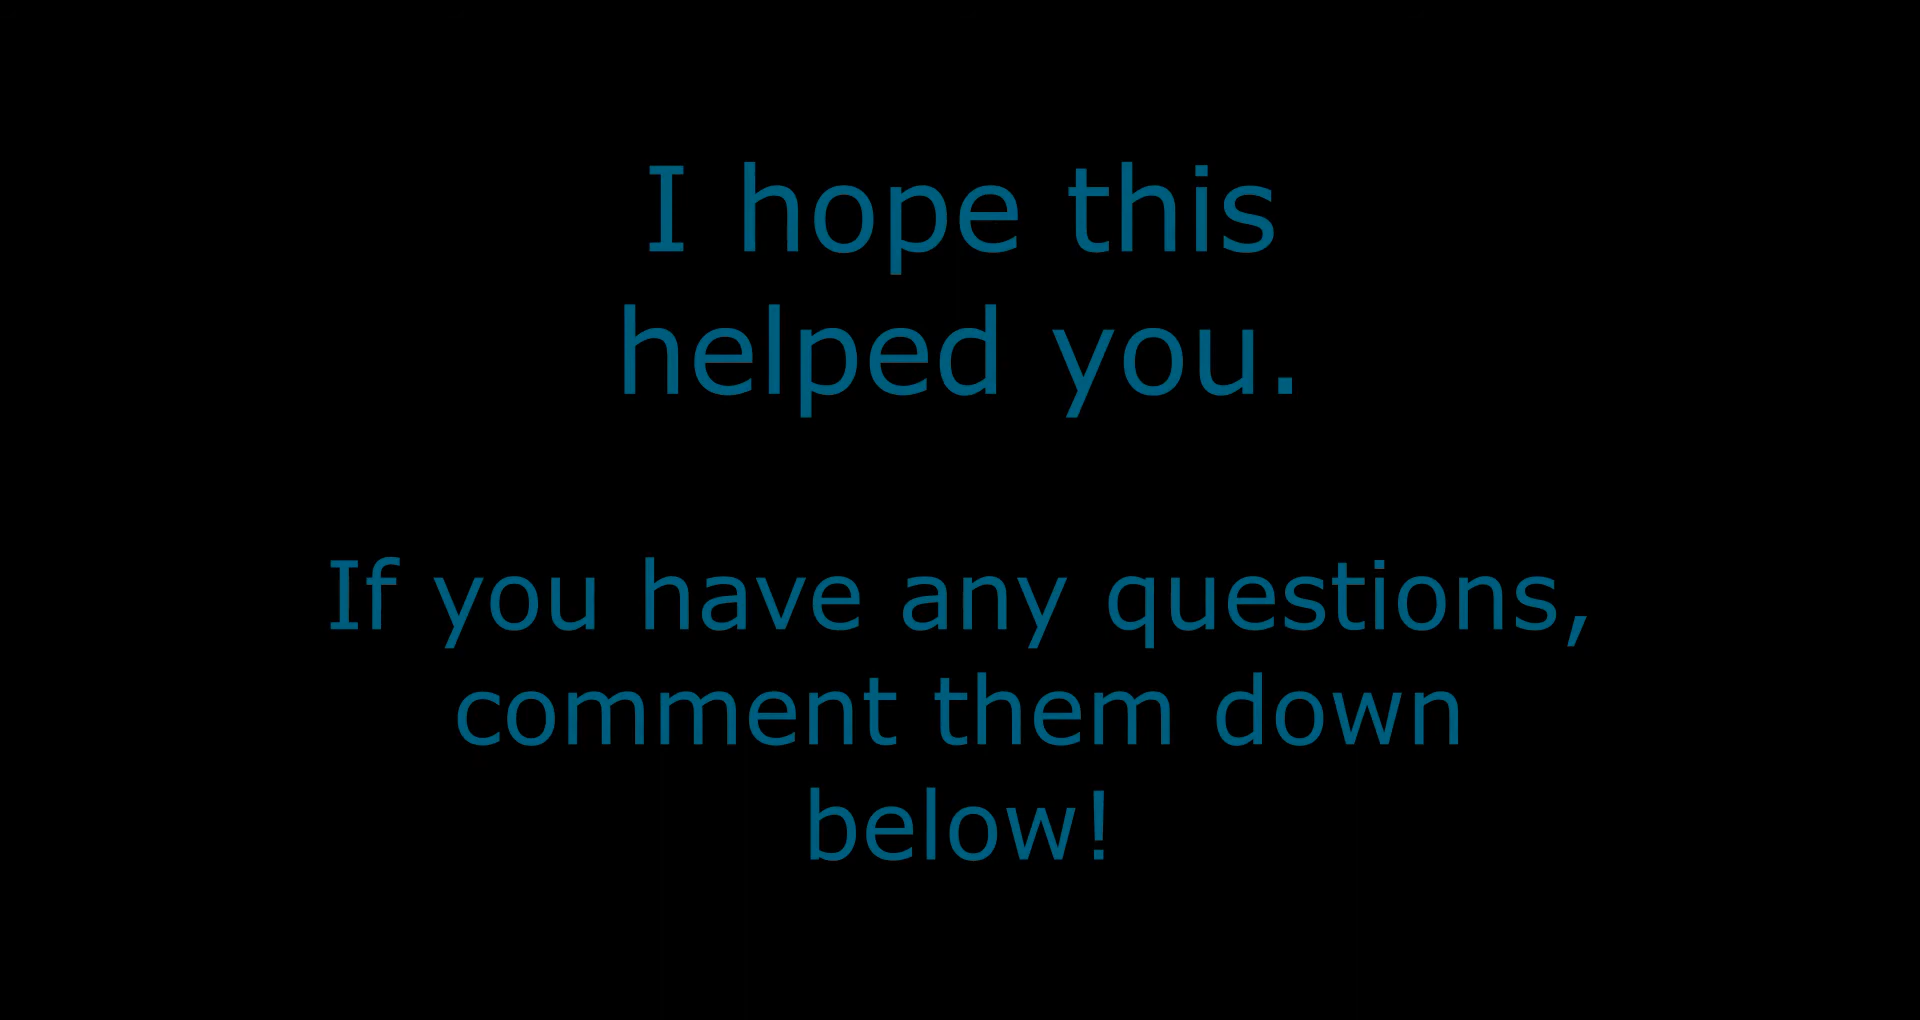 I hope this
helped you.
If you have any questions,
comment them down
below!